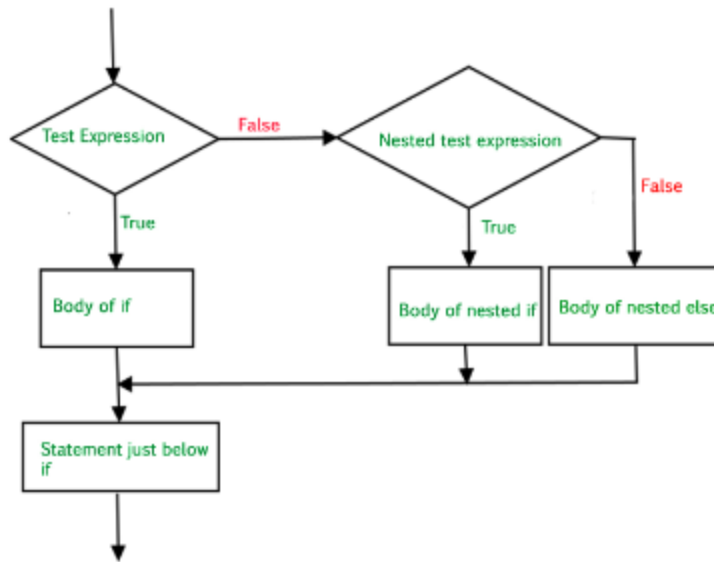 Test Expression
False
Nested test expression
False
True
True
Body of if
Body of nested if
Body of nested else
Statement just below
if